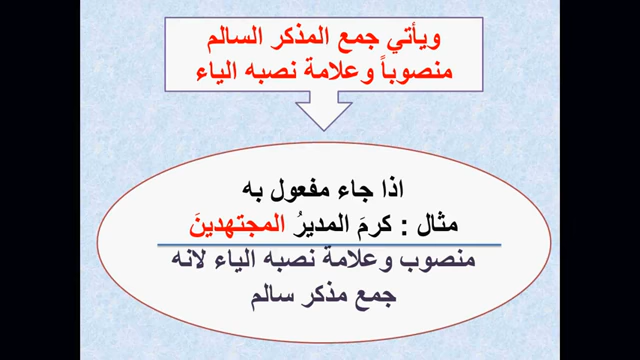 ويأتي جمع المذكر السالم
منصوباً وعلامة نصبه الياء
اذا جاء مفعول به
مثال : كرمَ المديرُ المجتهدينَ
منصوب وعلامة نصبه الياء لانه
جمع مذكر سالم